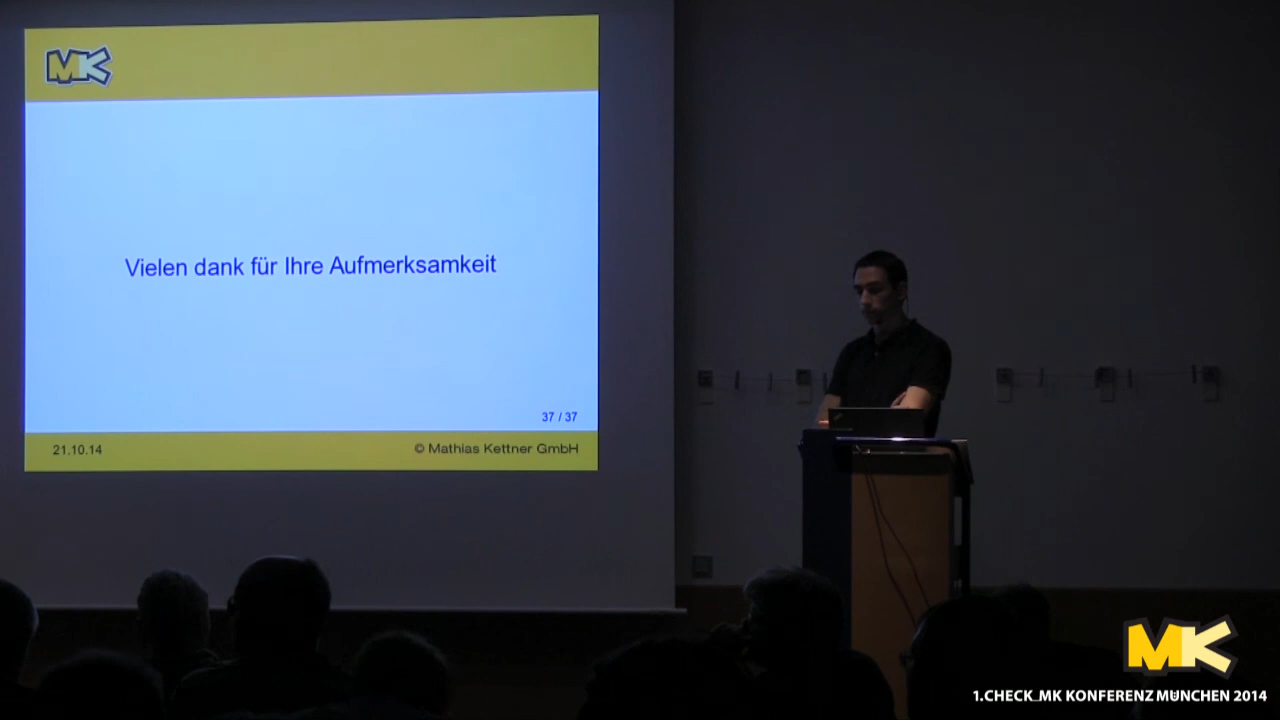 MK
Vielen dank für Ihre Aufmerksamkeit
37 / 37
21.10.14
© Mathias Kettner GmbH
MK
1.CHECK_MK KONFERENZ MÜNCHEN 2014